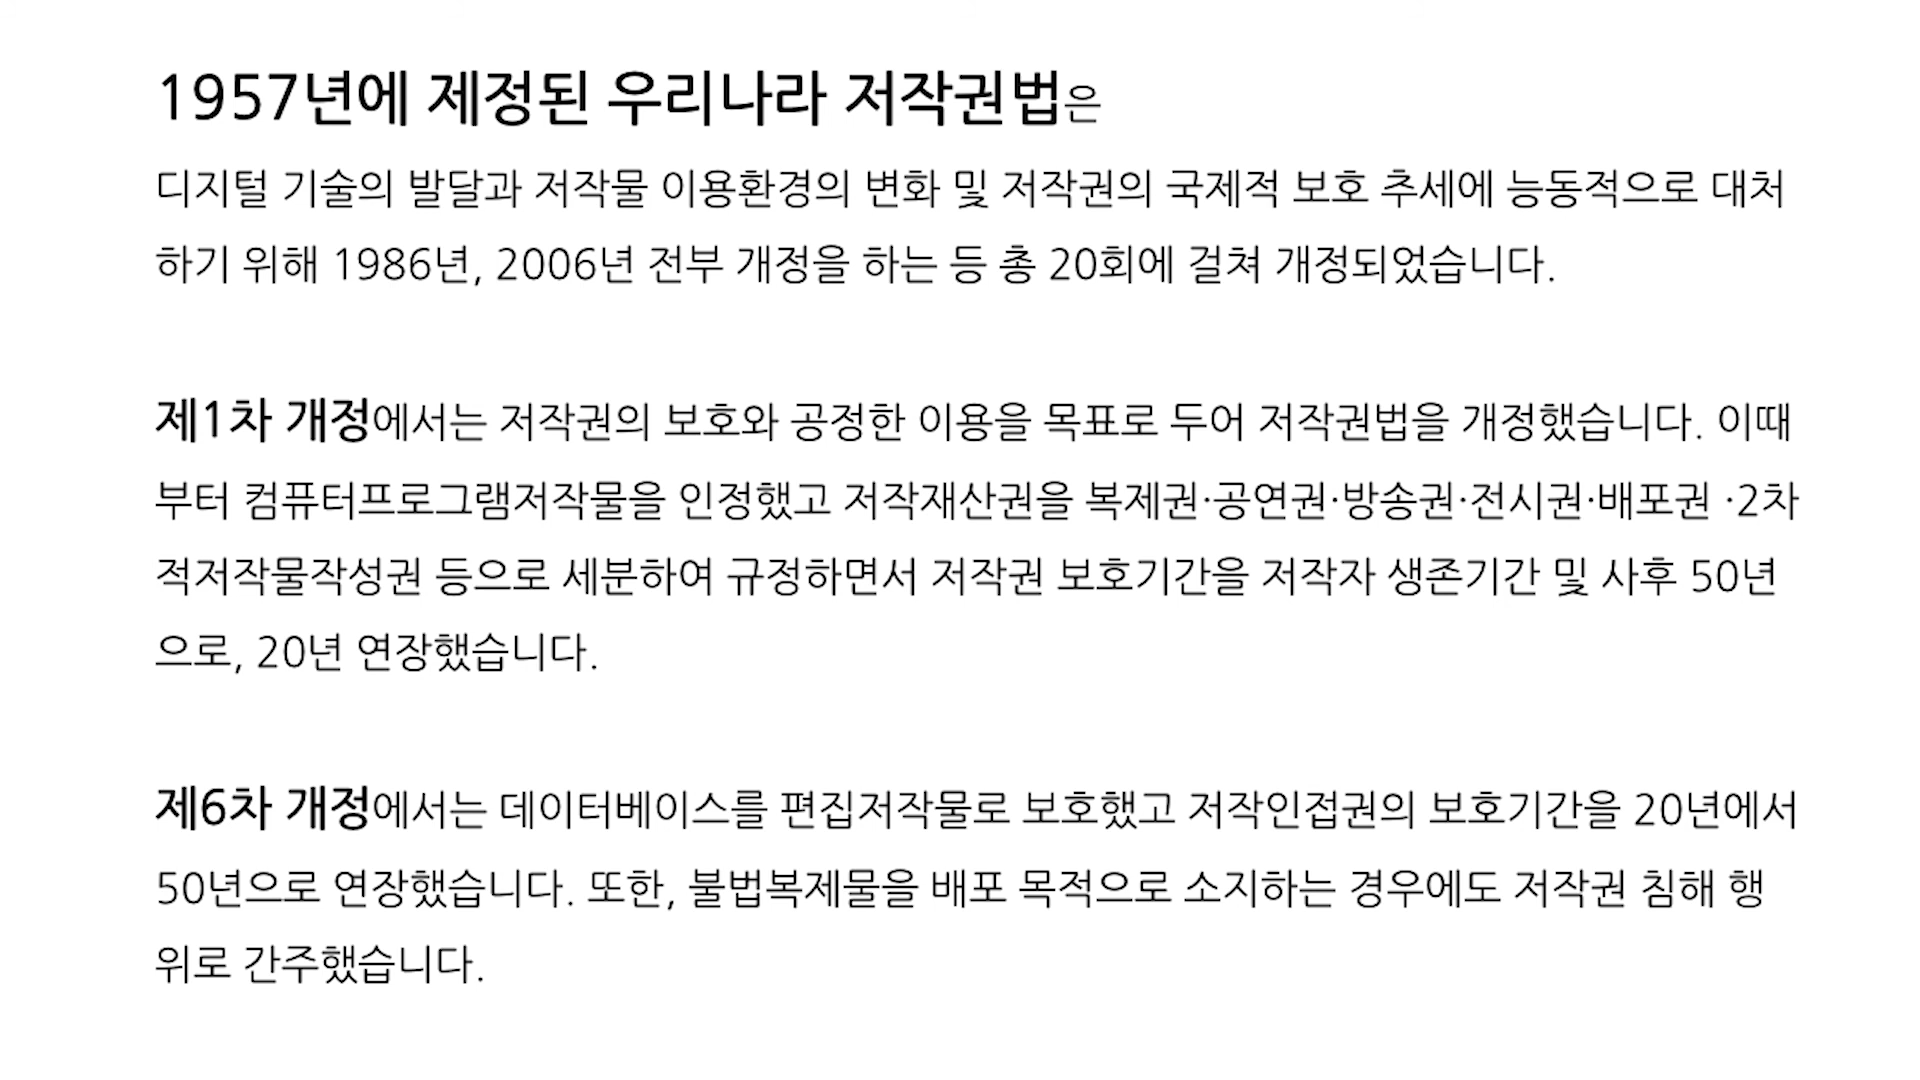 1957년에 제정된 우리나라 저작권법은
디지털 기술의 발달과 저작물 이용환경의 변화 및 저작권의 국제적 보호 추세에 능동적으로 대처
하기 위해 1986년, 2006년 전부 개정을 하는 등 총 20회에 걸쳐 개정되었습니다.
제1차 개정에서는 저작권의 보호와 공정한 이용을 목표로 두어 저작권법을 개정했습니다. 이때
부터 컴퓨터프로그램저작물을 인정했고 저작재산권을 복제권·공연권·방송권·전시권·배포권 ·2차
적저작물작성권 등으로 세분하여 규정하면서 저작권 보호기간을 저작자 생존기간 및 사후 50년
으로, 20년 연장했습니다.
제6차 개정에서는 데이터베이스를 편집저작물로 보호했고 저작인접권의 보호기간을 20년에서
50년으로 연장했습니다. 또한, 불법복제물을 배포 목적으로 소지하는 경우에도 저작권 침해 행
위로 간주했습니다.